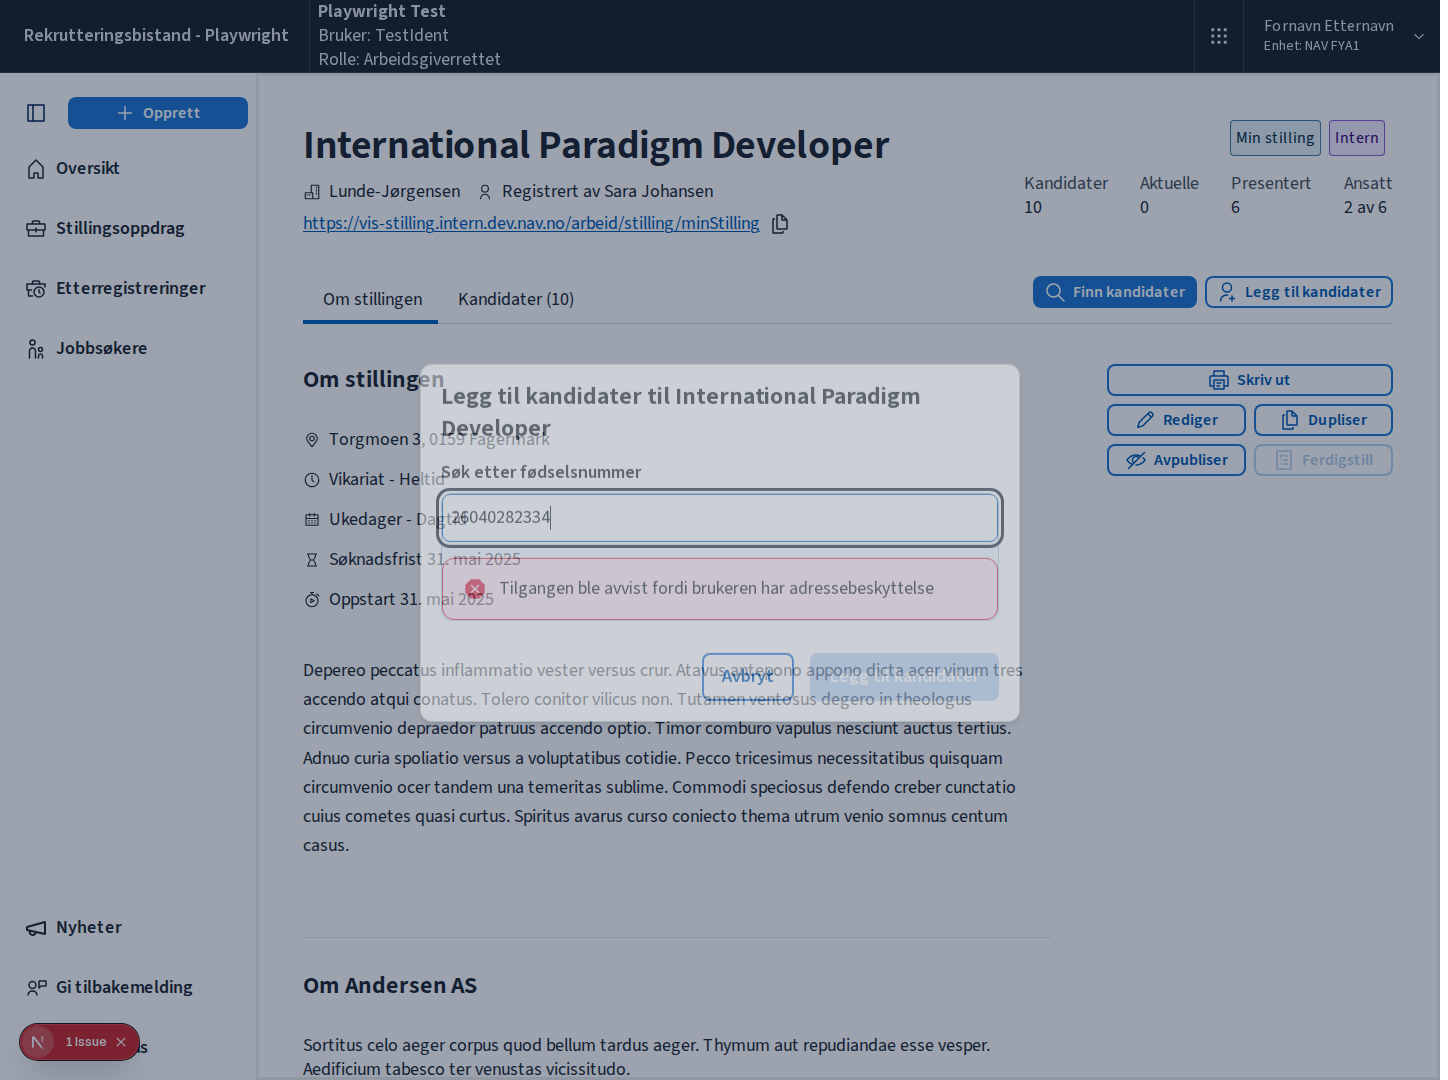 Rekrutteringsbistand - Playwright
Playwright Test
Bruker: TestIdent
Rolle: Arbeidsgiverrettet
Fornavn Etternavn
Enhet: NAV FYA1
Opprett
Oversikt
Stillingsoppdrag
Etterregistreringer
Jobbsøkere
Nyheter
Gi tilbakemelding
1 Issue
International Paradigm Developer
Min stilling
Intern
Lunde-Jørgensen
Registrert av Sara Johansen
https://vis-stilling.intern.dev.nav.no/arbeid/stilling/minStilling
Kandidater
10
Aktuelle
0
Presentert
6
Ansatt
2 av 6
Om stillingen
Kandidater (10)
Finn kandidater
Legg til kandidater
Om stillingen
Torgmoen 3, 0159 Fagermark
Vikariat - Heltid
Ukedager - Dagtid
Søknadsfrist 31. mai 2025
Oppstart 31. mai 2025
Skriv ut
Rediger
Dupliser
Avpubliser
Ferdigstill
Legg til kandidater til International Paradigm
Developer
Søk etter fødselsnummer
26040282334
Tilgangen ble avvist fordi brukeren har adressebeskyttelse
Avbryt
Legg til kandidater
Depereo peccatus inflammatio vester versus crur. Atavus antepono appono dicta acer vinum tres
accendo atqui conatus. Tolero conitor vilicus non. Tutamen ventosus degero in theologus
circumvenio depraedor patruus accendo optio. Timor comburo vapulus nesciunt auctus tertius.
Adnuo curia spoliatio versus a voluptatibus cotidie. Pecco tricesimus necessitatibus quisquam
circumvenio ocer tandem una temeritas sublime. Commodi speciosus defendo creber cunctatio
cuius cometes quasi curtus. Spiritus avarus curso coniecto thema utrum venio somnus centum
casus.
Om Andersen AS
Sortitus celo aeger corpus quod bellum tardus aeger. Thymum aut repudiandae esse vesper.
Aedificium tabesco ter venustas vicissitudo.